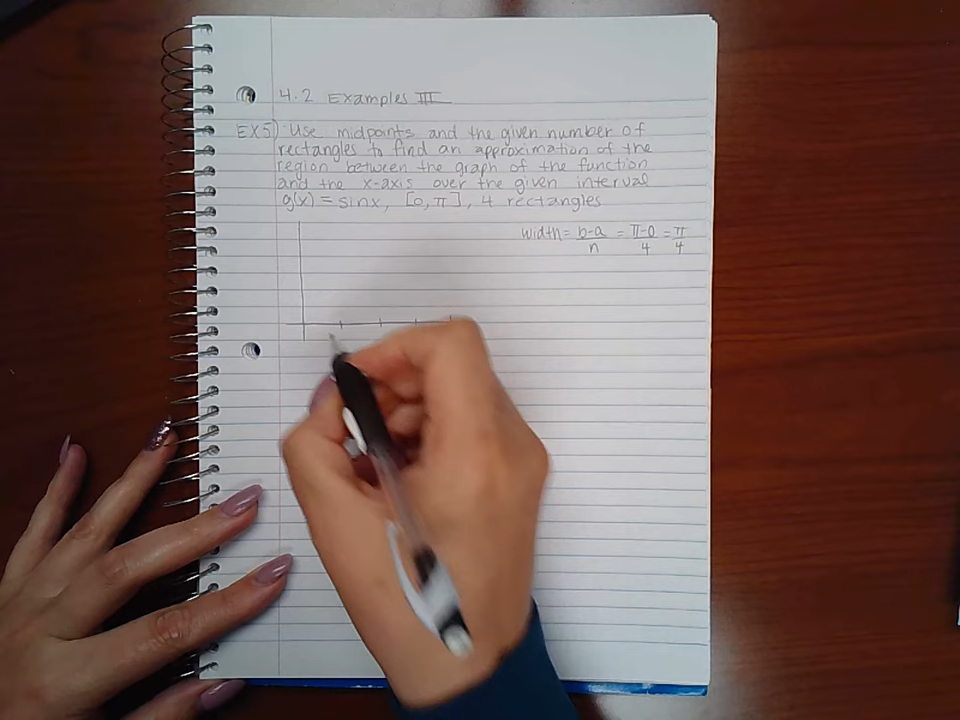 4.2 Examples III
EX5) Use midpoints and the given number of
rectangles to find an approximation of the
region between the graph of the function
and the x-axis over the given interval
g(x) = sinx, [0, π], 4 rectangles
width = b-a/n = π-0/4 = π/4